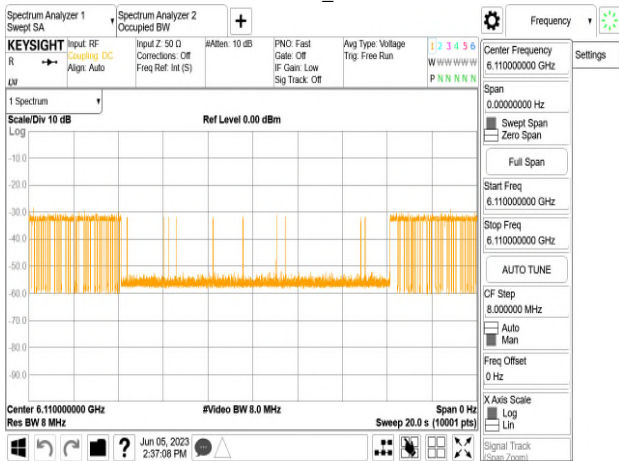 Spectrum Analyzer 1
Swept SA
Spectrum Analyzer 2
Occupied BW
+
Frequency
KEYSIGHT
R
Input: RF
Coupling: DC
Align: Auto
Input Z: 50 Ω
Corrections: Off
Freq Ref: Int (S)
#Atten: 10 dB
PNO: Fast
Gate: Off
IF Gain: Low
Sig Track: Off
Avg Type: Voltage
Trig: Free Run
1 2 3 4 5 6
W W W W W W
P N N N N N
Center Frequency
6.110000000 GHz
Settings
1 Spectrum
Scale/Div 10 dB
Ref Level 0.00 dBm
Log
-10.0
-20.0
-30.0
-40.0
-50.0
-60.0
-70.0
-80.0
-90.0
Center 6.110000000 GHz
#Video BW 8.0 MHz
Span 0 Hz
Res BW 8 MHz
Sweep 20.0 s (10001 pts)
Span
0.00000000 Hz
Swept Span
Zero Span
Full Span
Start Freq
6.110000000 GHz
Stop Freq
6.110000000 GHz
AUTO TUNE
CF Step
8.000000 MHz
Auto
Man
Freq Offset
0 Hz
X Axis Scale
Log
Lin
Signal Track
(Span Zoom)
?
Jun 05, 2023
2:37:08 PM